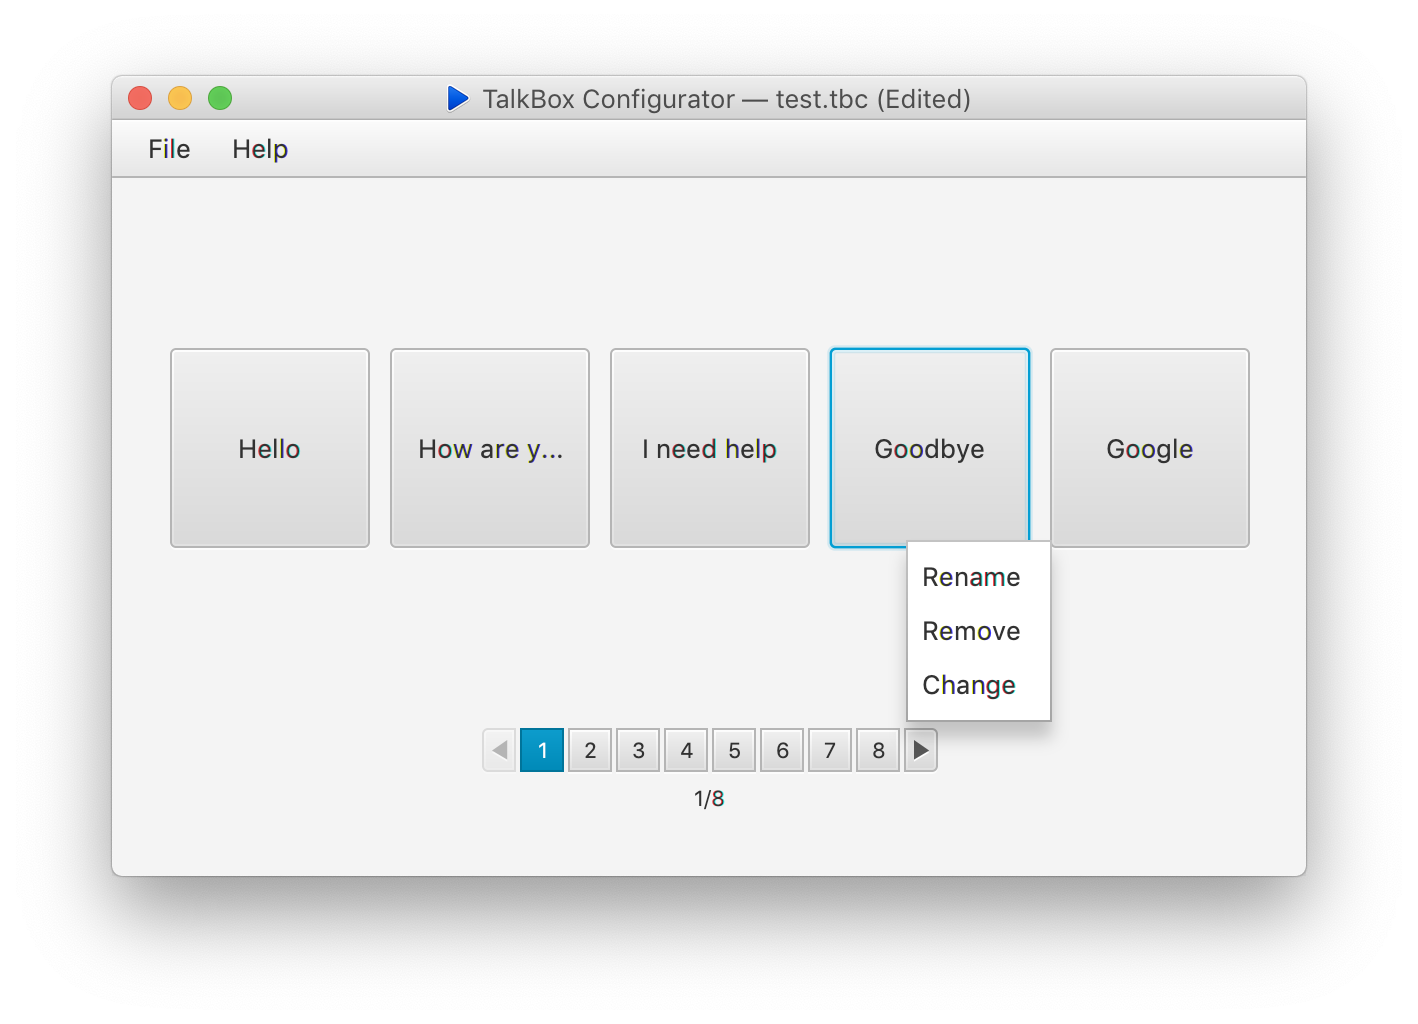 TalkBox Configurator — test.tbc (Edited)
File Help
Hello
How are y...
I need help
Goodbye
Google
Rename
Remove
Change
1 2 3 4 5 6 7 8
1/8